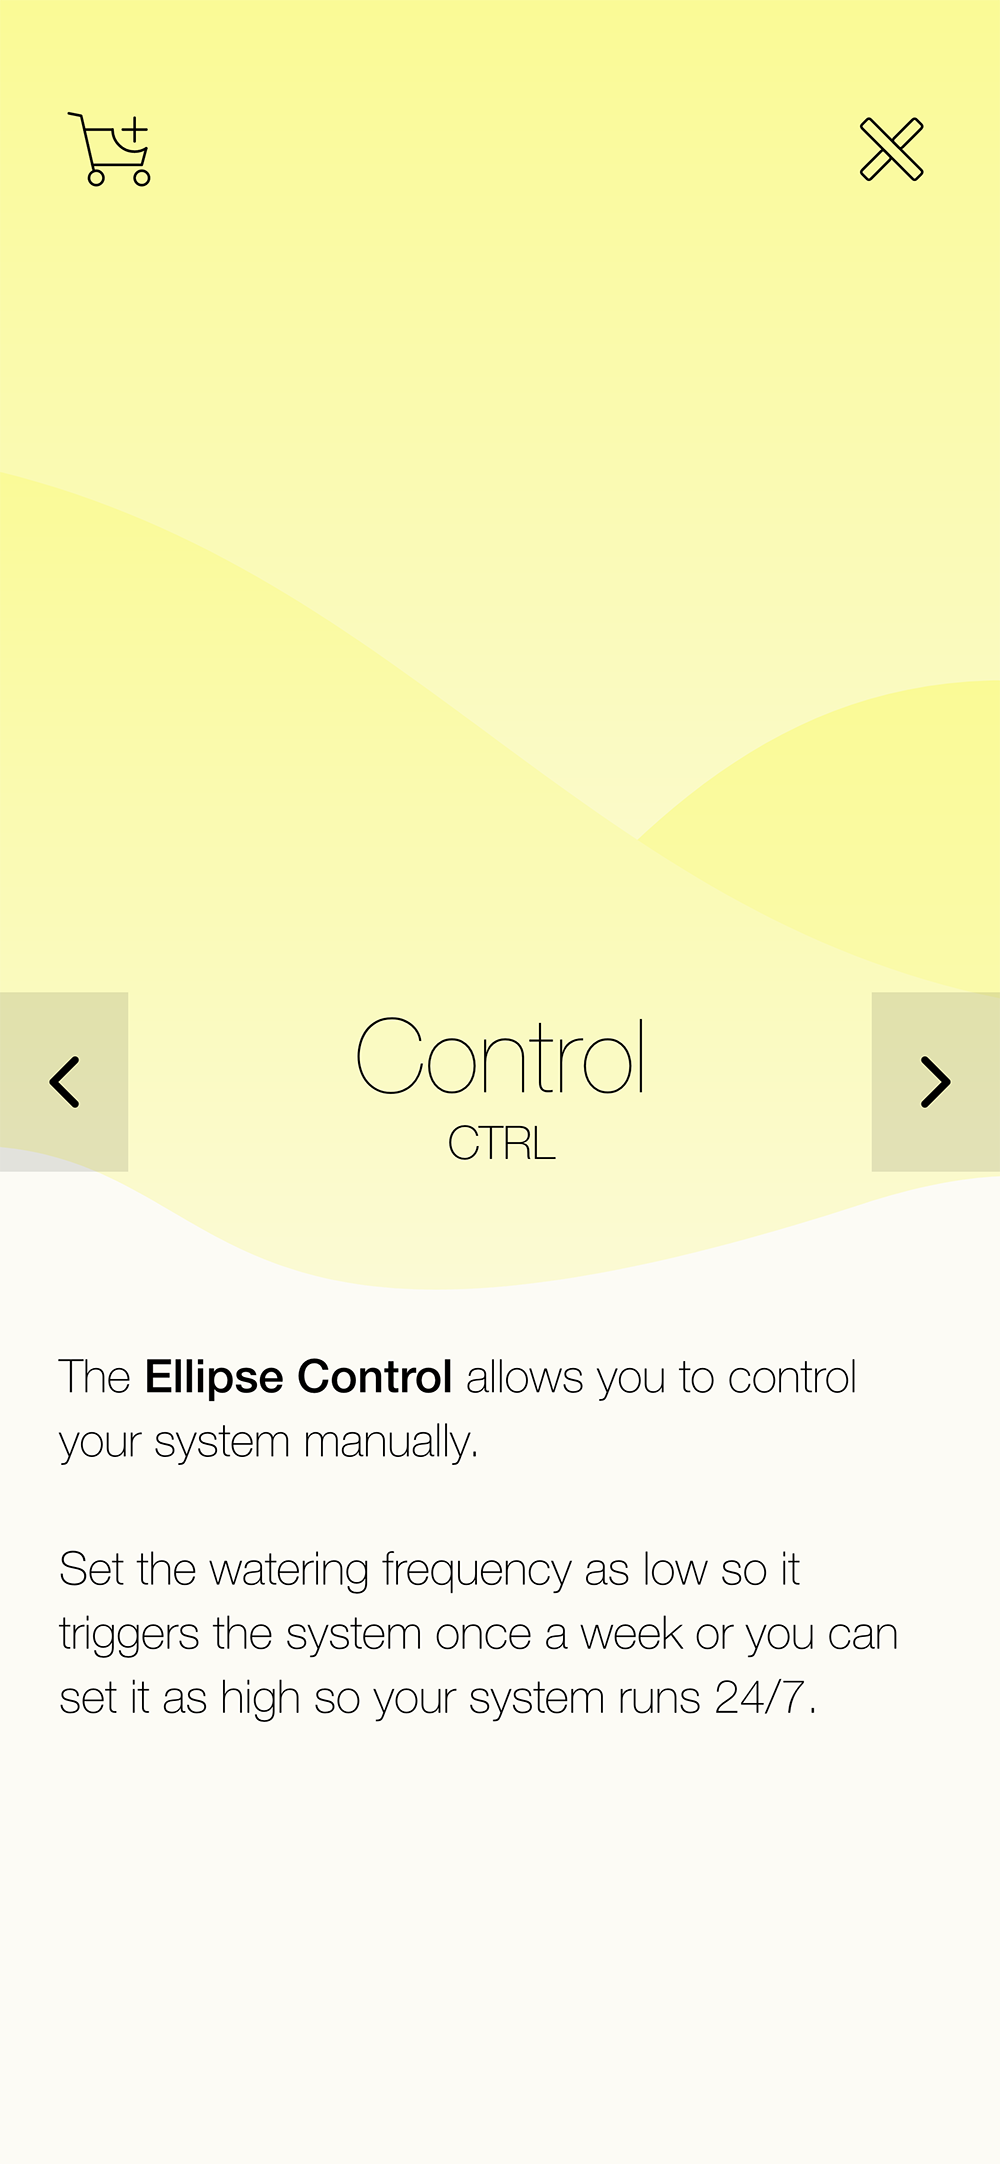 Control
CTRL
The Ellipse Control allows you to control
your system manually.
Set the watering frequency as low so it
triggers the system once a week or you can
set it as high so your system runs 24/7.